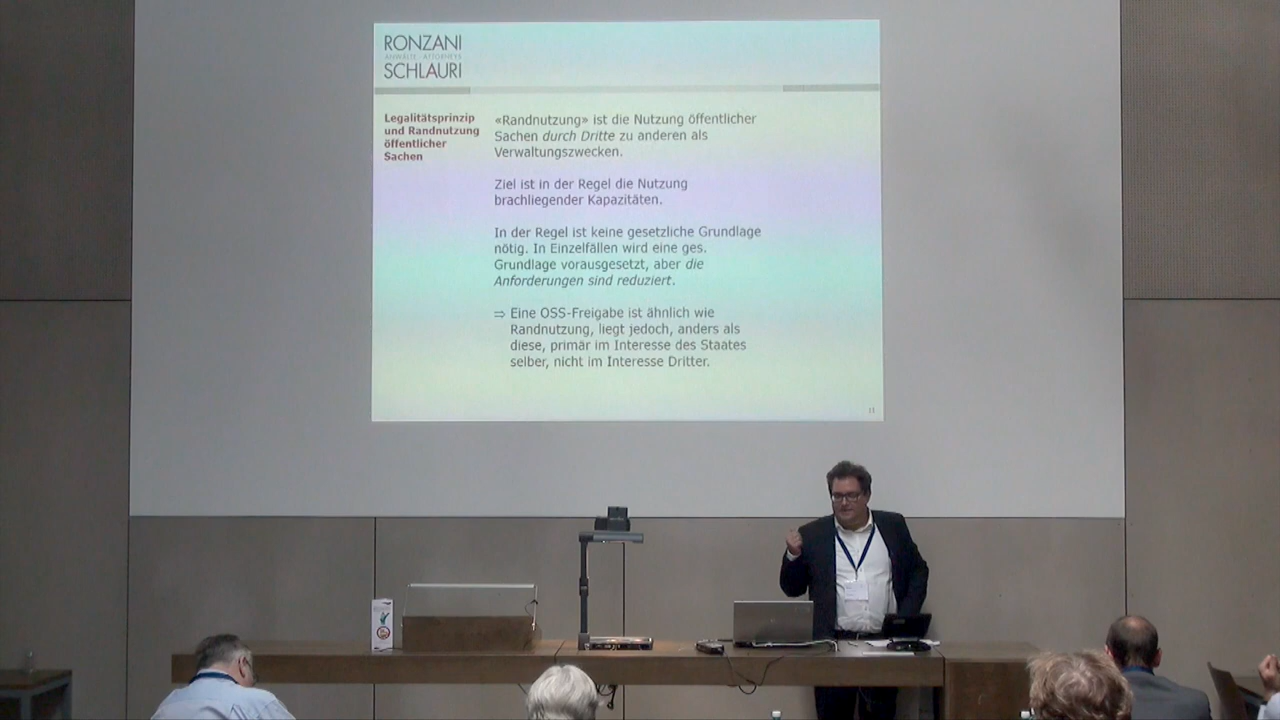 RONZANI
ANWÄLTE · ATTORNEYS
SCHLAURI
Legalitätsprinzip
und Randnutzung
öffentlicher
Sachen
«Randnutzung» ist die Nutzung öffentlicher
Sachen durch Dritte zu anderen als
Verwaltungszwecken.
Ziel ist in der Regel die Nutzung
brachliegender Kapazitäten.
In der Regel ist keine gesetzliche Grundlage
nötig. In Einzelfällen wird eine ges.
Grundlage vorausgesetzt, aber die
Anforderungen sind reduziert.
⇒ Eine OSS-Freigabe ist ähnlich wie
Randnutzung, liegt jedoch, anders als
diese, primär im Interesse des Staates
selber, nicht im Interesse Dritter.
11